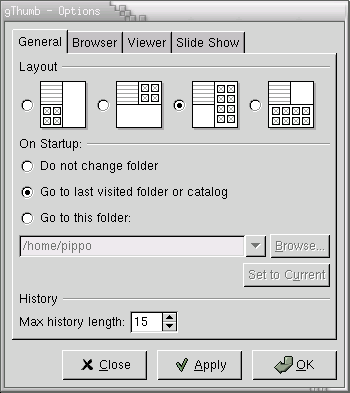 gThumb - Options
General Browser Viewer Slide Show
Layout
On Startup:
Do not change folder
Go to last visited folder or catalog
Go to this folder:
/home/pippo Browse...
Set to Current
History
Max history length: 15
Close Apply OK